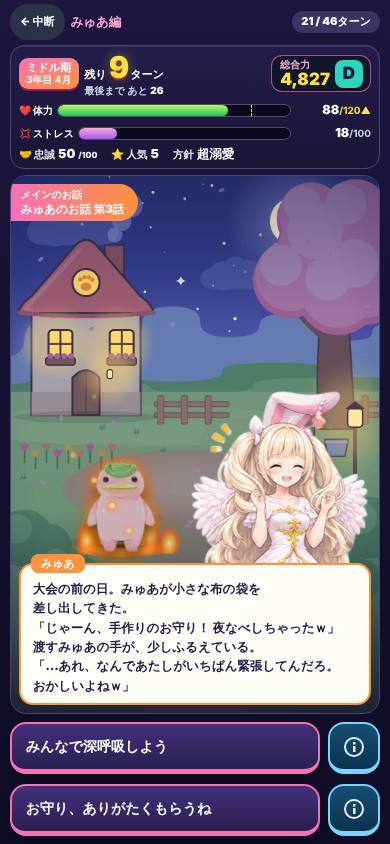 ←中断
みゅあ編
21 / 46ターン
ミドル期
3年目 4月
残り9ターン
最後まで あと 26
総合力
4,827 D
体力 88/120▲
ストレス 18/100
忠誠 50 /100 人気 5 方針 超溺愛
メインのお話
みゅあのお話 第3話
みゅあ
大会の前の日。みゅあが小さな布の袋を
差し出してきた。
「じゃーん、手作りのお守り！ 夜なべしちゃったｗ」
渡すみゅあの手が、少しふるえている。
「…あれ、なんであたしがいちばん緊張してんだろ。
おかしいよねｗ」
みんなで深呼吸しよう
お守り、ありがたくもらうね